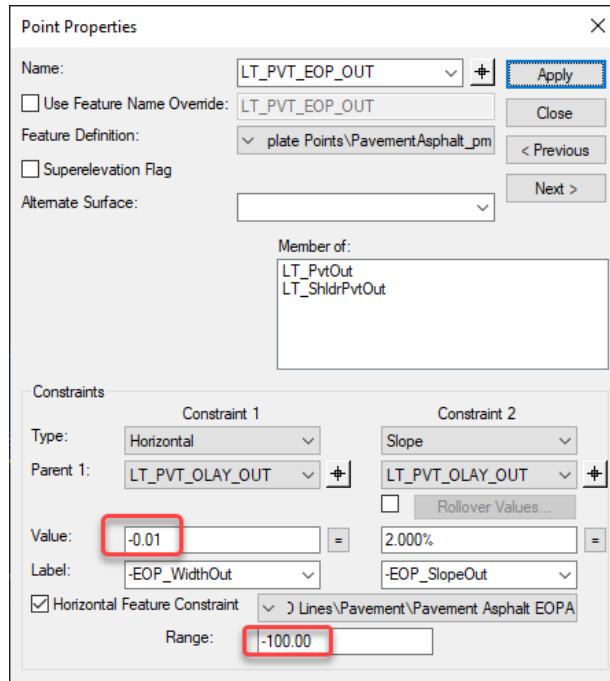 Point Properties
Name:
LT_PVT_EOP_OUT
Apply
Use Feature Name Override:
LT_PVT_EOP_OUT
Close
Feature Definition:
plate Points\PavementAsphalt_pm
< Previous
Superelevation Flag
Next >
Alternate Surface:
Member of:
LT_PvtOut
LT_ShldrPvtOut
Constraints
Constraint 1
Constraint 2
Type:
Horizontal
Slope
Parent 1:
LT_PVT_OLAY_OUT
LT_PVT_OLAY_OUT
Rollover Values...
Value:
-0.01
=
2.000%
=
Label:
-EOP_WidthOut
-EOP_SlopeOut
Horizontal Feature Constraint
Lines\Pavement\Pavement Asphalt EOPA
Range:
-100.00